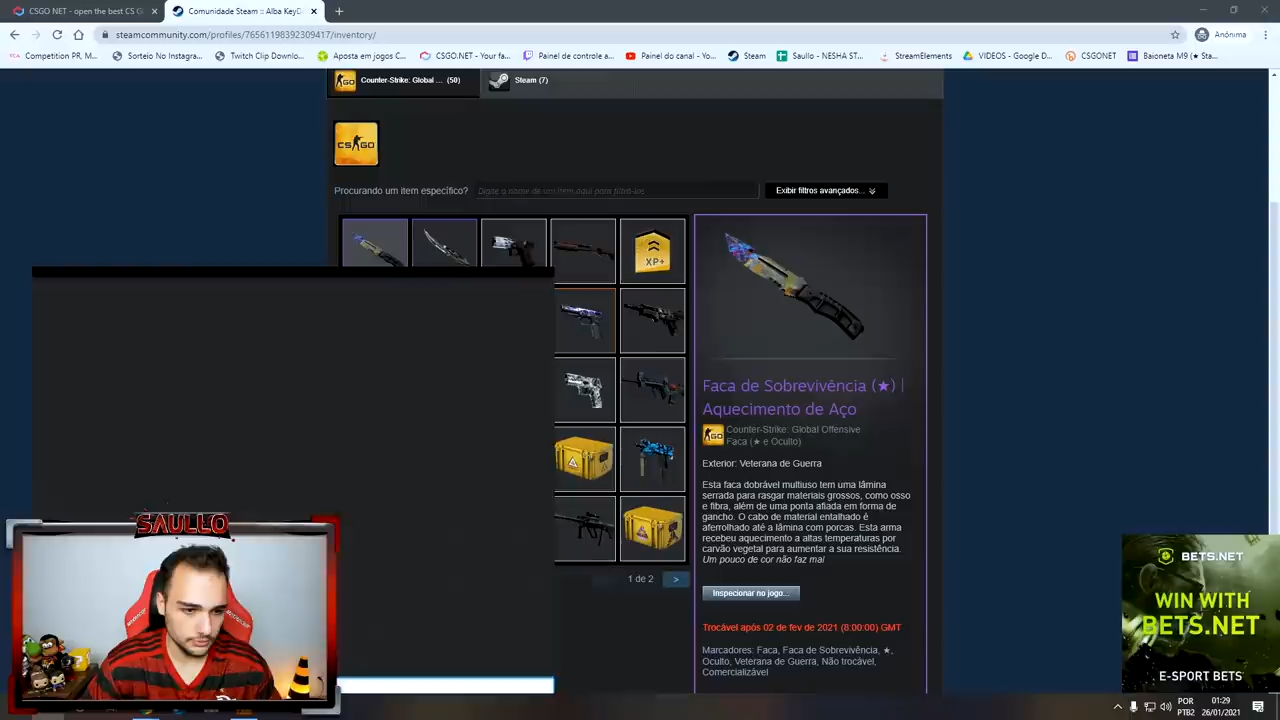 CSGO NET - open the best CS G
Comunidade Steam :: Alba KeyDa
steamcommunity.com/profiles/76561198392309417/inventory/
Anônima
Competition PR, M...
Sorteio No Instagra...
Twitch Clip Downlo...
Aposta em jogos C...
CSGO.NET - Your fa...
Painel de controle a...
Painel do canal - Yo...
Steam
Saullo - NESHA ST...
StreamElements
VIDEOS - Google D...
CSGONET
Baioneta M9 (★ Sta...
Counter-Strike: Global ... (50)
Steam (7)
CS GO
Procurando um item específico?
Digite o nome de um item aqui para filtrá-los
Exibir filtros avançados...
XP+
Faca de Sobrevivência (★) |
Aquecimento de Aço
Counter-Strike: Global Offensive
Faca (★ e Oculto)
Exterior: Veterana de Guerra
Esta faca dobrável multiuso tem uma lâmina
serrada para rasgar materiais grossos, como osso
e fibra, além de uma ponta afiada em forma de
gancho. O cabo de material entalhado é
aferrolhado até a lâmina com porcas. Esta arma
recebeu aquecimento a altas temperaturas por
carvão vegetal para aumentar a sua resistência.
Um pouco de cor não faz mal
1 de 2
>
Inspecionar no jogo...
Trocável após 02 de fev de 2021 (8:00:00) GMT
Marcadores: Faca, Faca de Sobrevivência, ★,
Oculto, Veterana de Guerra, Não trocável,
Comercializável
SAULLO
BETS.NET
WIN WITH
BETS.NET
E-SPORT BETS
POR
PTB2
01:29
26/01/2021